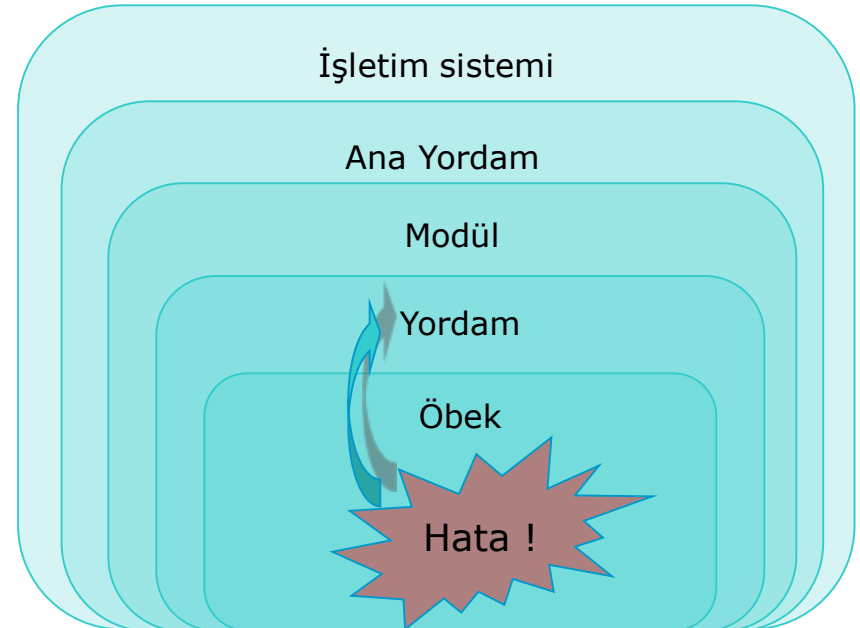 İşletim sistemi
Ana Yordam
Modül
Yordam
Öbek
Hata !